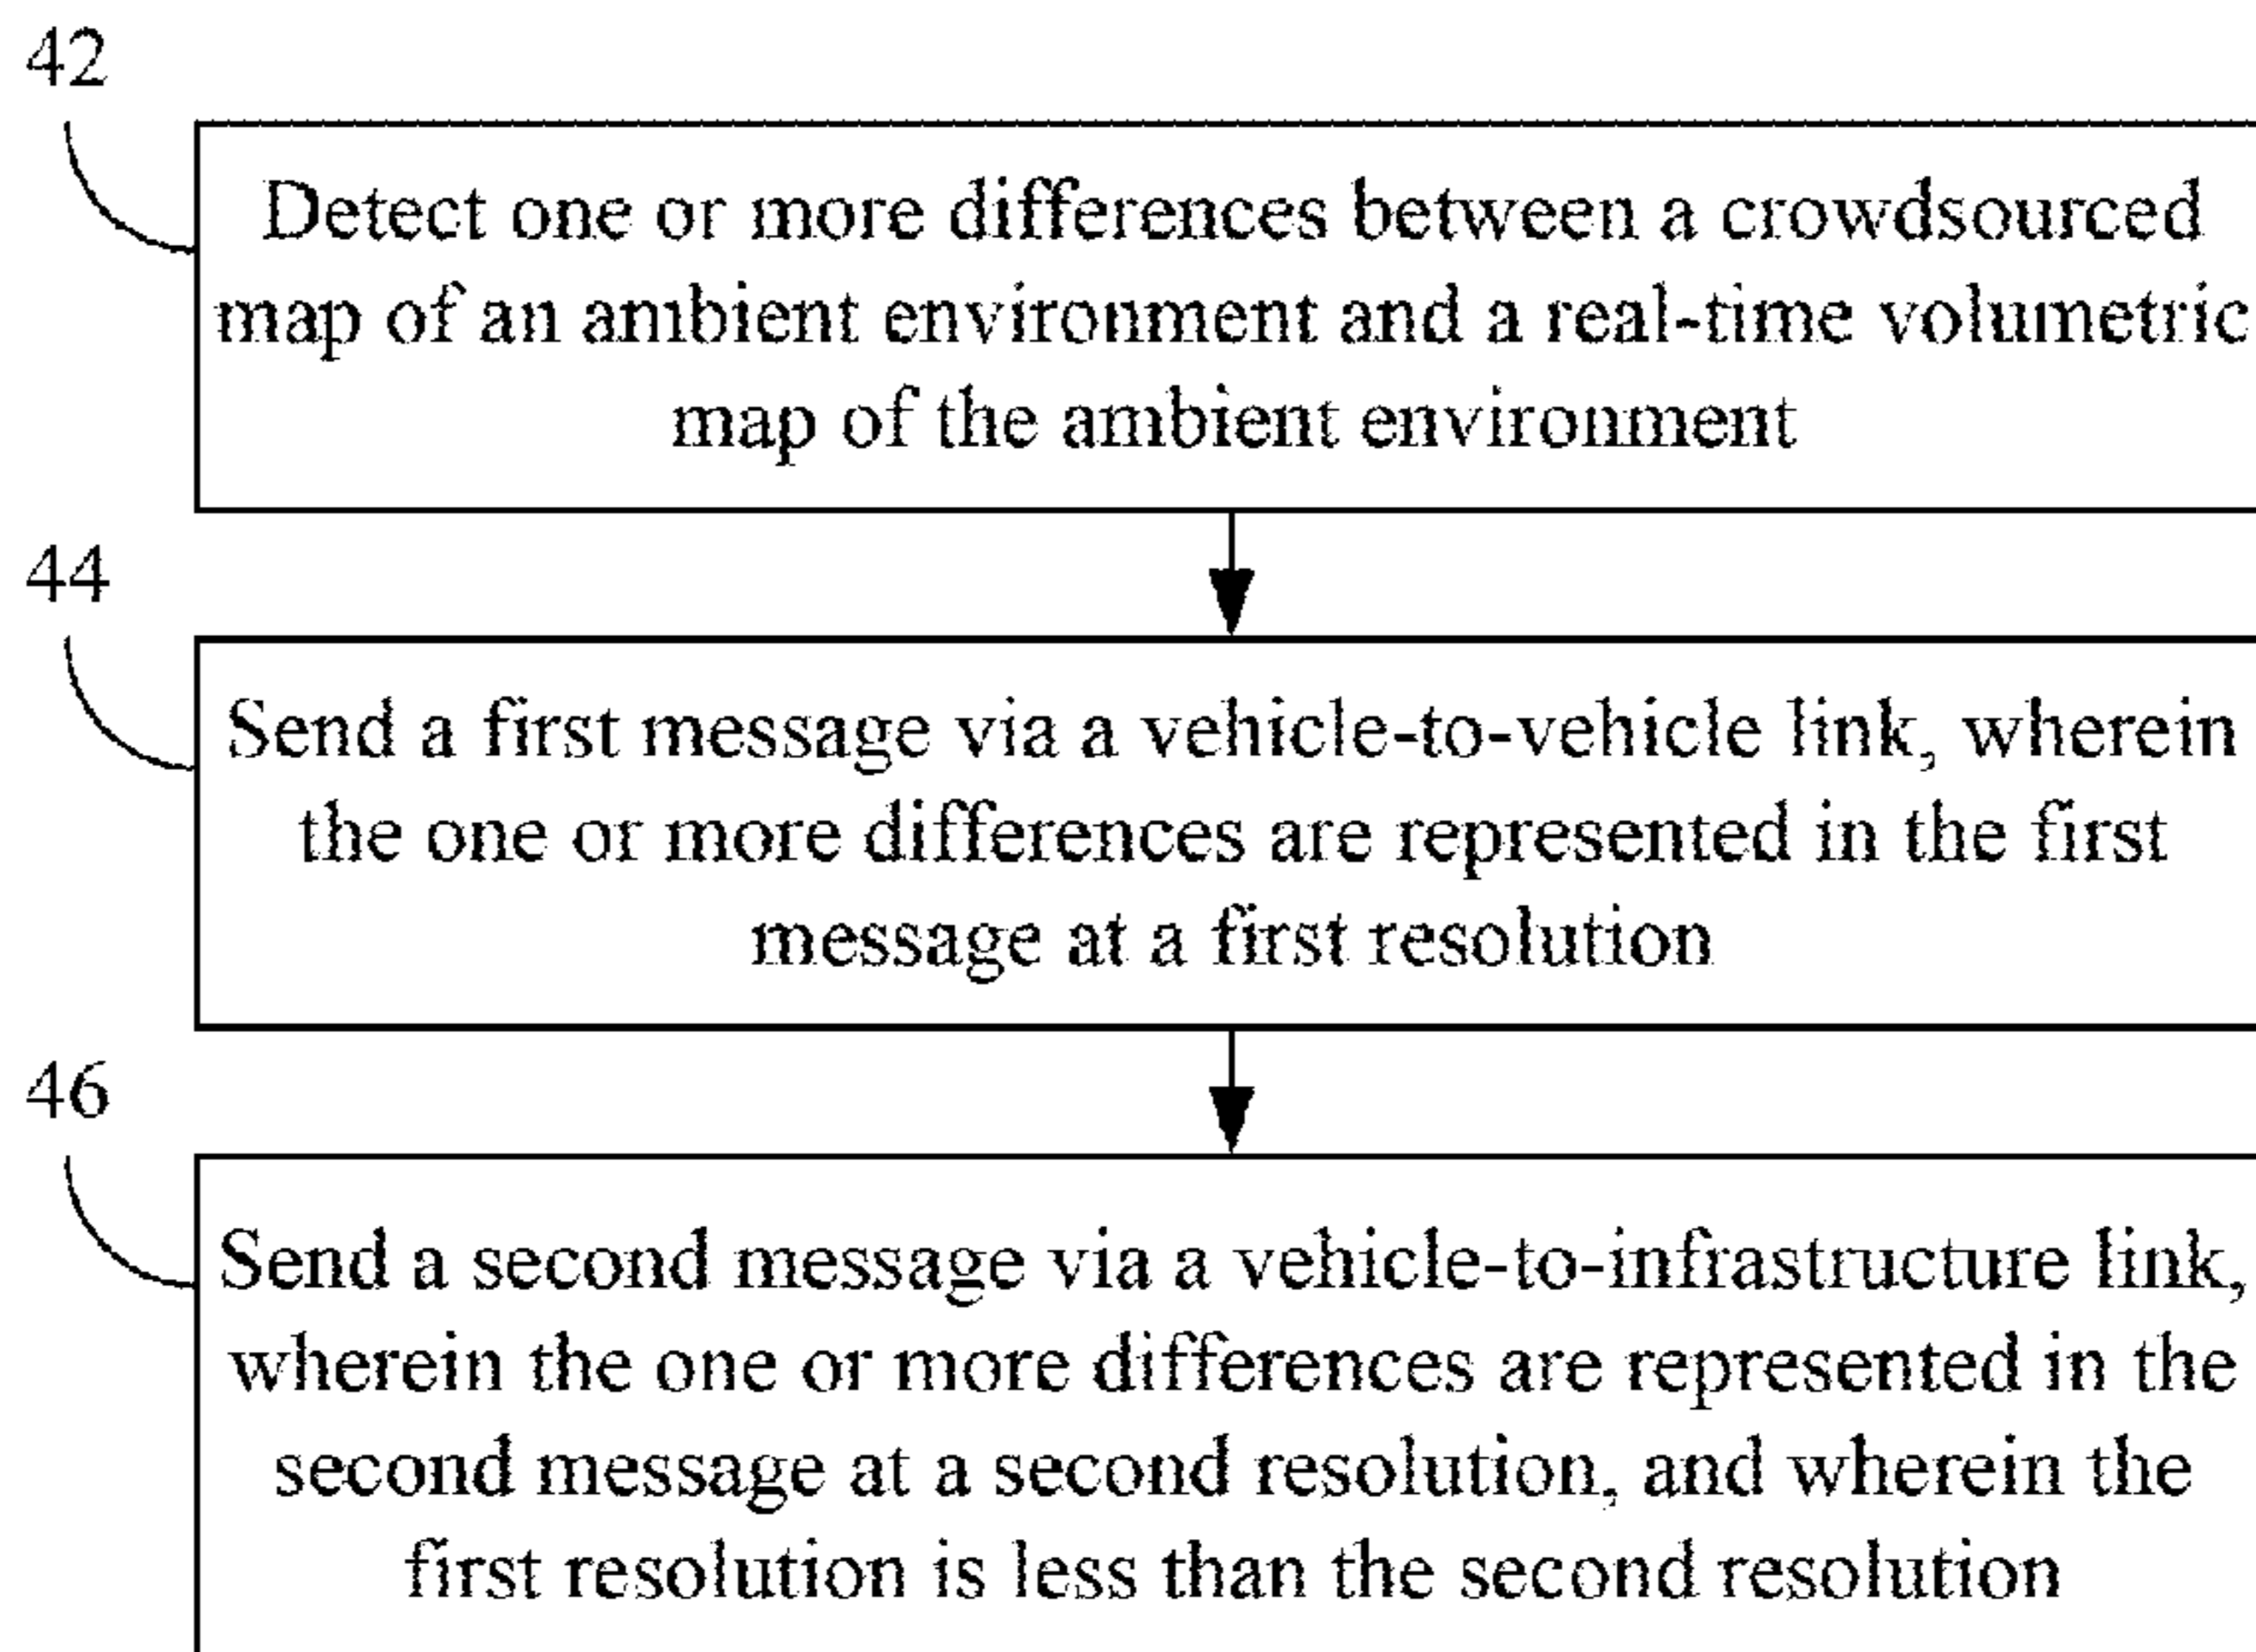 42
Detect one or more differences between a crowdsourced
map of an ambient environment and a real-time volumetric
map of the ambient environment
44
Send a first message via a vehicle-to-vehicle link, wherein
the one or more differences are represented in the first
message at a first resolution
46
Send a second message via a vehicle-to-infrastructure link,
wherein the one or more differences are represented in the
second message at a second resolution, and wherein the
first resolution is less than the second resolution